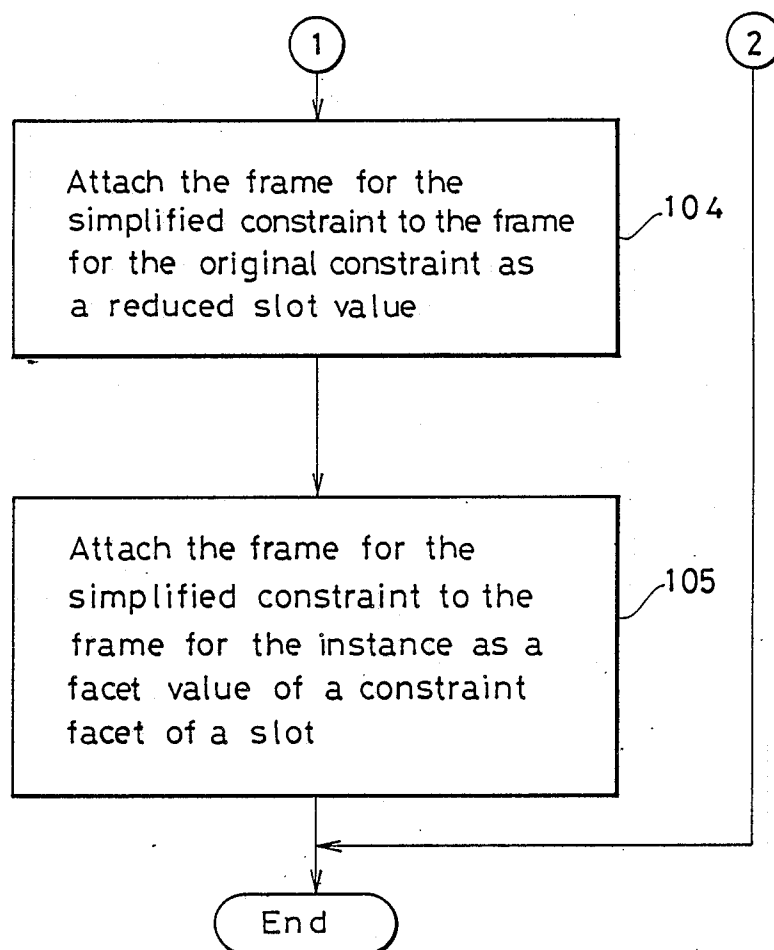 1
2
Attach the frame for the
simplified constraint to the frame
for the original constraint as
a reduced slot value
104
Attach the frame for the
simplified constraint to the
frame for the instance as a
facet value of a constraint
facet of a slot
105
End